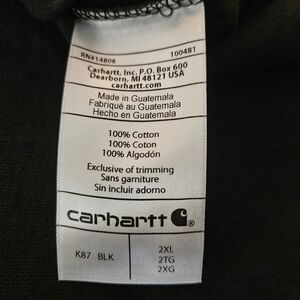 RN#14806 100481
Carhartt, Inc. P.O. Box 600
Dearborn, MI 48121 USA
carhartt.com
Made in Guatemala
Fabriqué au Guatemala
Hecho en Guatemala
100% Cotton
100% Coton
100% Algodón
Exclusive of trimming
Sans garniture
Sin incluir adorno
carhartt
K87 BLK
2XL
2TG
2XG